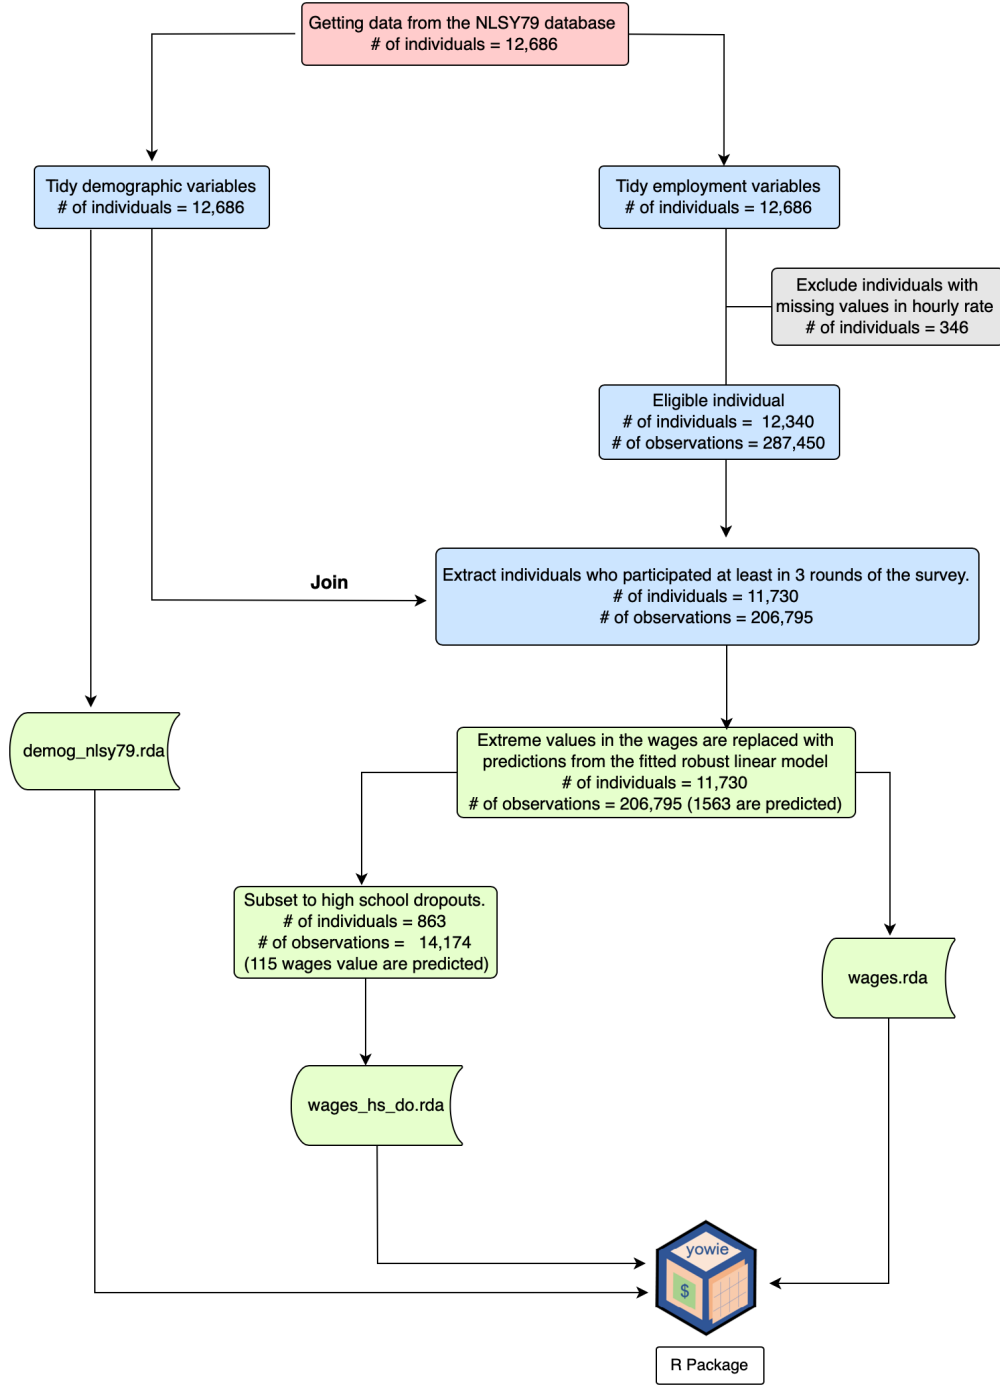 Getting data from the NLSY79 database
# of individuals = 12,686
Tidy demographic variables
# of individuals = 12,686
Tidy employment variables
# of individuals = 12,686
Exclude individuals with
missing values in hourly rate
# of individuals = 346
Eligible individual
# of individuals = 12,340
# of observations = 287,450
Join
Extract individuals who participated at least in 3 rounds of the survey.
# of individuals = 11,730
# of observations = 206,795
demog_nlsy79.rda
Extreme values in the wages are replaced with
predictions from the fitted robust linear model
# of individuals = 11,730
# of observations = 206,795 (1563 are predicted)
Subset to high school dropouts.
# of individuals = 863
# of observations = 14,174
(115 wages value are predicted)
wages.rda
wages_hs_do.rda
yowie
$
R Package